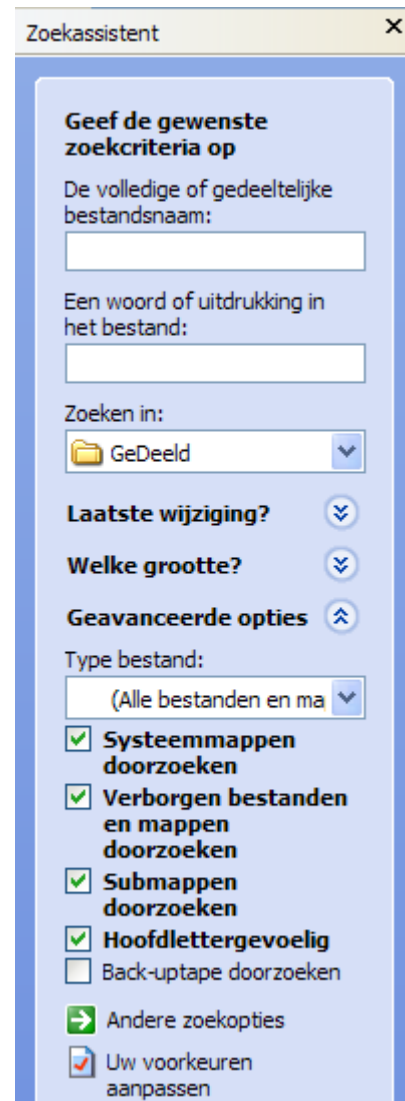 Zoekassistent
Geef de gewenste
zoekcriteria op
De volledige of gedeeltelijke
bestandsnaam:
Een woord of uitdrukking in
het bestand:
Zoeken in:
GeDeeld
Laatste wijziging?
Welke grootte?
Geavanceerde opties
Type bestand:
(Alle bestanden en ma
Systeemmappen
doorzoeken
Verborgen bestanden
en mappen
doorzoeken
Submappen
doorzoeken
Hoofdlettergevoelig
Back-uptape doorzoeken
Andere zoekopties
Uw voorkeuren
aanpassen